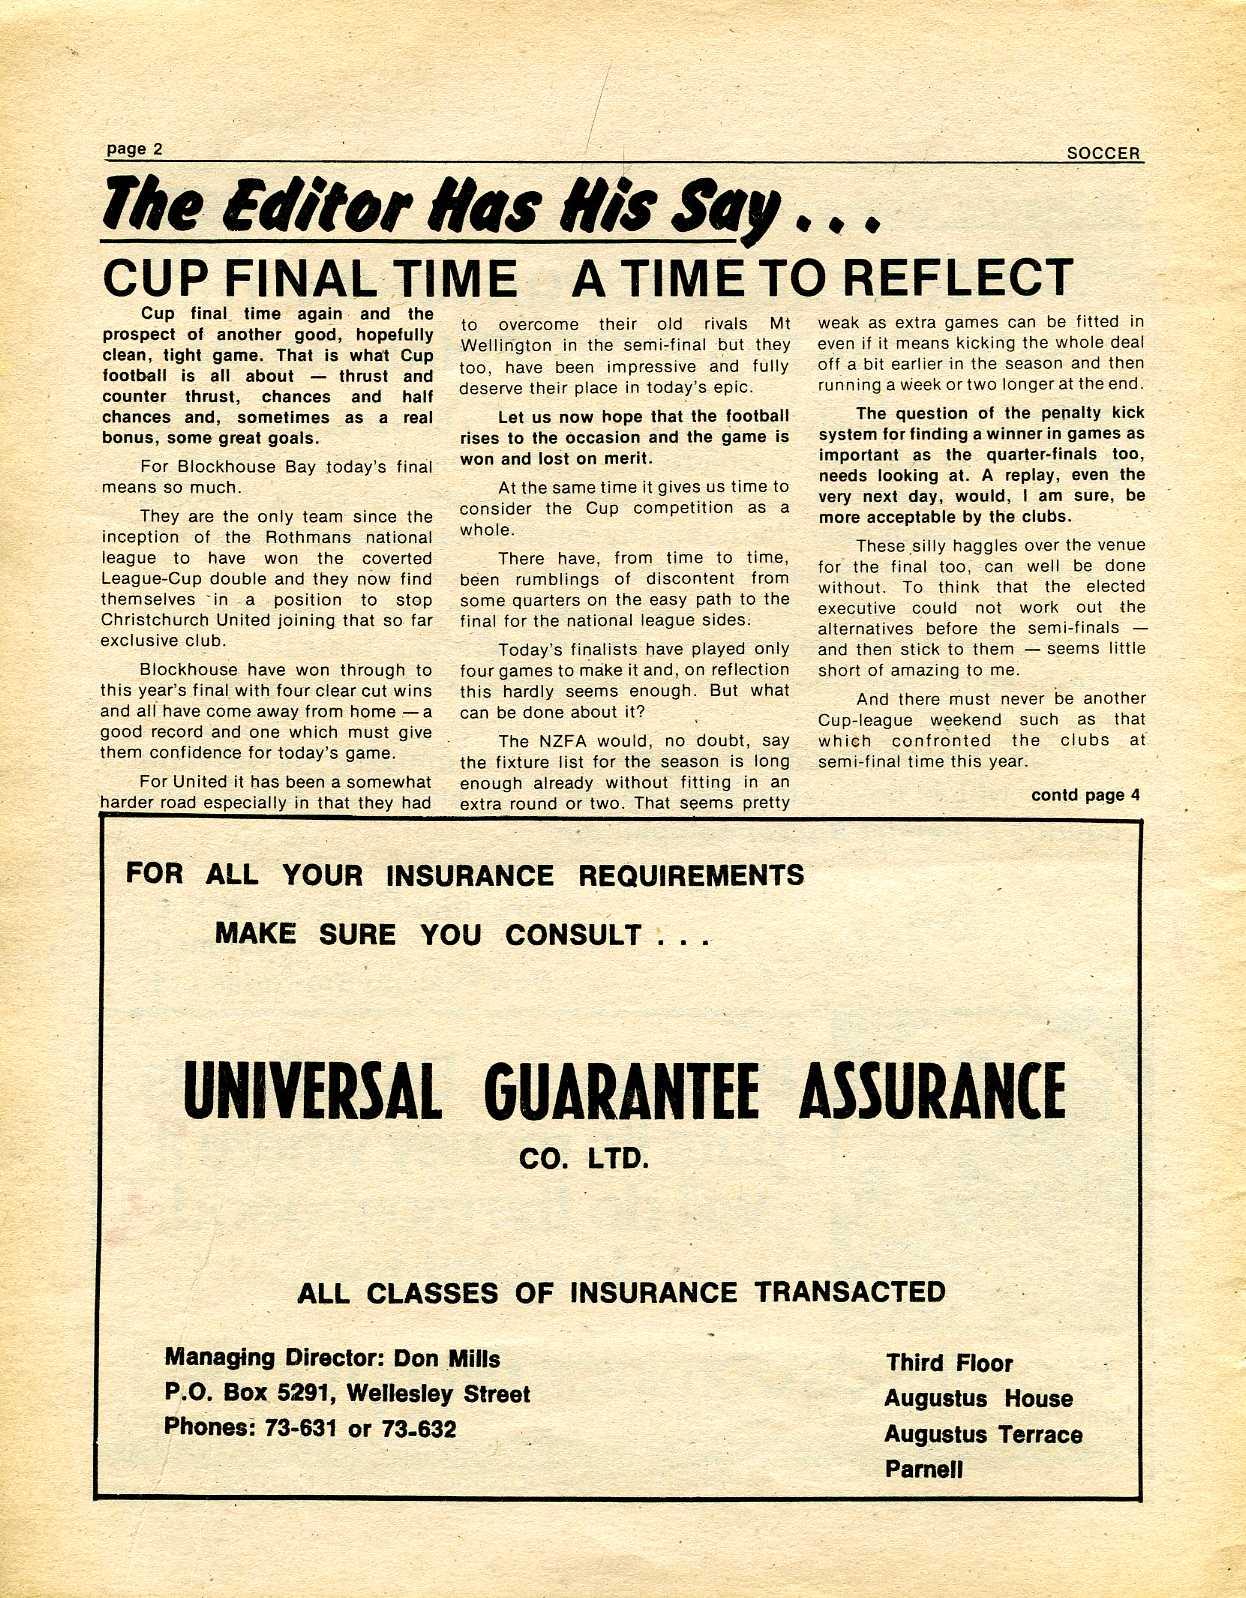 page 2
SOCCER
The Editor Has His Say...
CUP FINAL TIME A TIME TO REFLECT
Cup final time again and the
prospect of another good, hopefully
clean, tight game. That is what Cup
football is all about — thrust and
counter thrust, chances and half
chances and, sometimes as a real
bonus, some great goals.
For Blockhouse Bay today's final
means so much.
They are the only team since the
inception of the Rothmans national
league to have won the coverted
League-Cup double and they now find
themselves in a position to stop
Christchurch United joining that so far
exclusive club.
Blockhouse have won through to
this year's final with four clear cut wins
and all have come away from home — a
good record and one which must give
them confidence for today's game.
For United it has been a somewhat
harder road especially in that they had
to overcome their old rivals Mt
Wellington in the semi-final but they
too, have been impressive and fully
deserve their place in today's epic.
Let us now hope that the football
rises to the occasion and the game is
won and lost on merit.
At the same time it gives us time to
consider the Cup competition as a
whole.
There have, from time to time,
been rumblings of discontent from
some quarters on the easy path to the
final for the national league sides.
Today's finalists have played only
four games to make it and, on reflection
this hardly seems enough. But what
can be done about it?
The NZFA would, no doubt, say
the fixture list for the season is long
enough already without fitting in an
extra round or two. That seems pretty
weak as extra games can be fitted in
even if it means kicking the whole deal
off a bit earlier in the season and then
running a week or two longer at the end.
The question of the penalty kick
system for finding a winner in games as
important as the quarter-finals too,
needs looking at. A replay, even the
very next day, would, I am sure, be
more acceptable by the clubs.
These silly haggles over the venue
for the final too, can well be done
without. To think that the elected
executive could not work out the
alternatives before the semi-finals —
and then stick to them — seems little
short of amazing to me.
And there must never be another
Cup-league weekend such as that
which confronted the clubs at
semi-final time this year.
contd page 4
FOR ALL YOUR INSURANCE REQUIREMENTS
MAKE SURE YOU CONSULT . . .
UNIVERSAL GUARANTEE ASSURANCE
CO. LTD.
ALL CLASSES OF INSURANCE TRANSACTED
Managing Director: Don Mills
P.O. Box 5291, Wellesley Street
Phones: 73-631 or 73-632
Third Floor
Augustus House
Augustus Terrace
Parnell